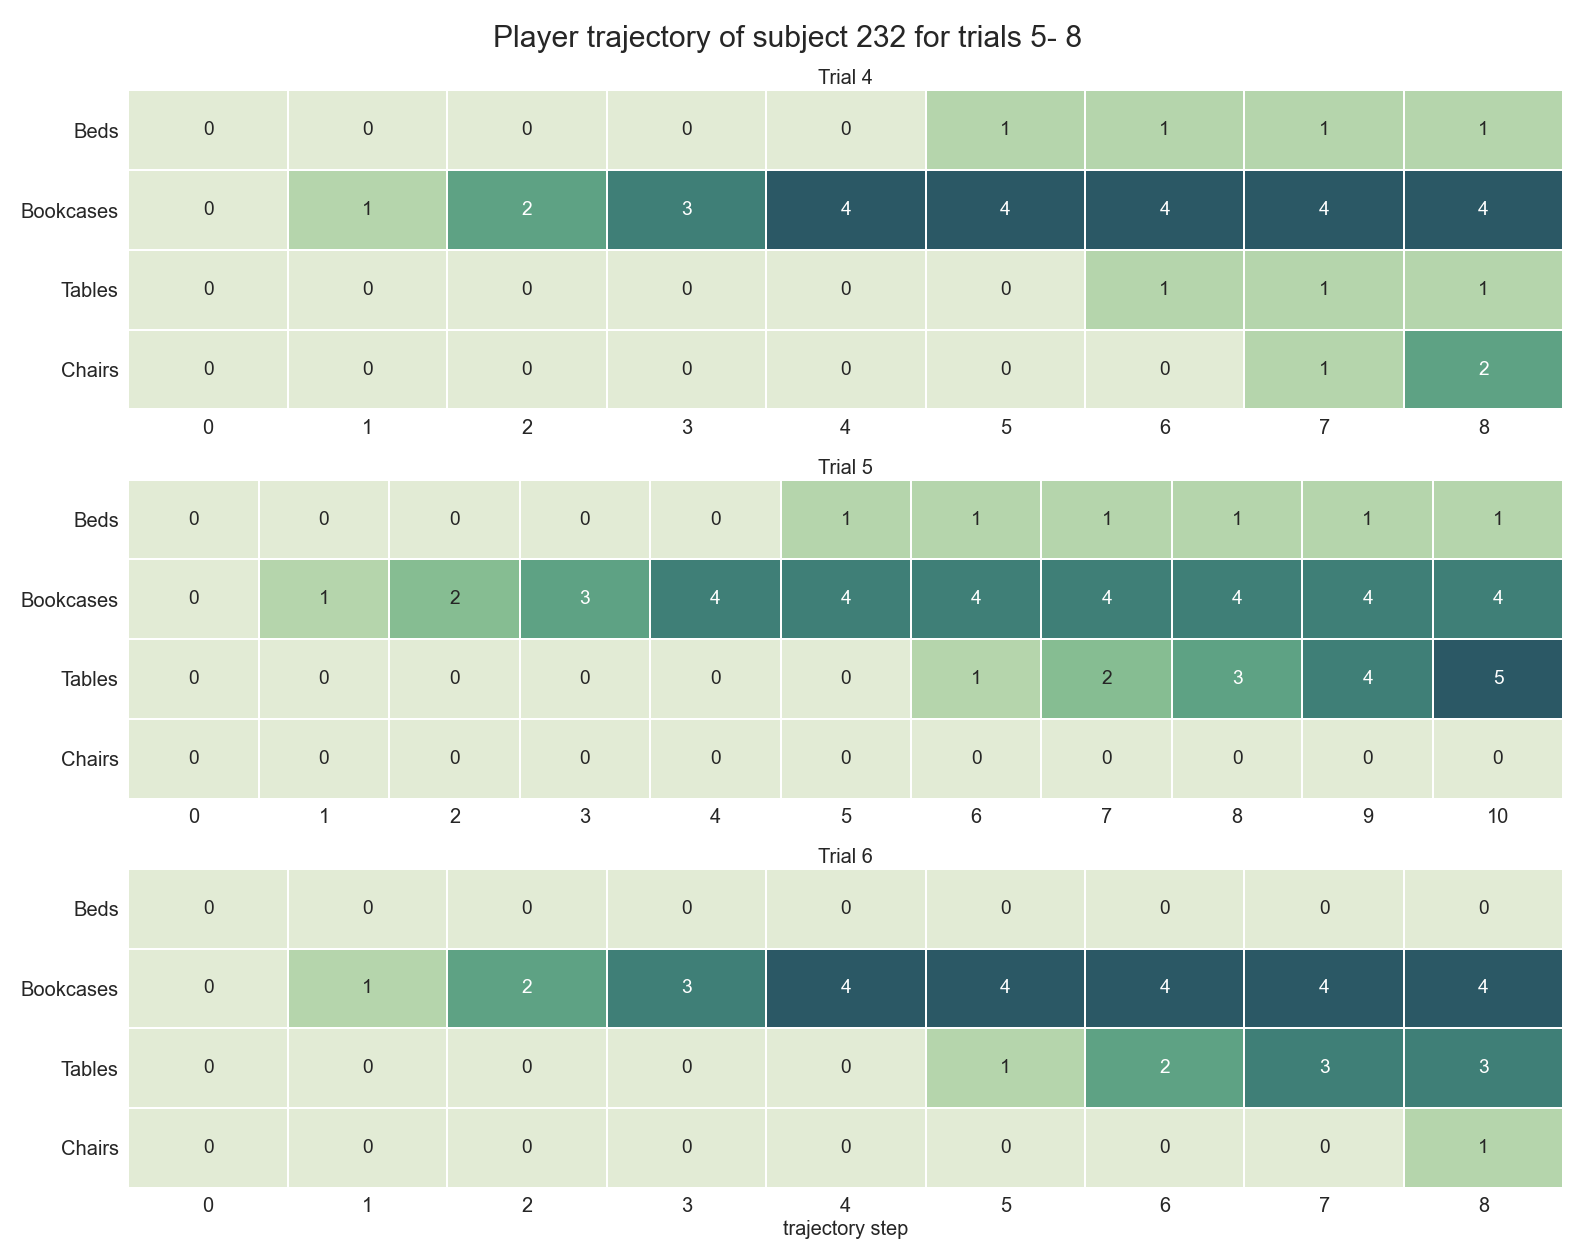 Player trajectory of subject 232 for trials 5- 8
Trial 4
Beds 0 0 0 0 0 1 1 1 1
Bookcases 0 1 2 3 4 4 4 4 4
Tables 0 0 0 0 0 0 1 1 1
Chairs 0 0 0 0 0 0 0 1 2
0 1 2 3 4 5 6 7 8
Trial 5
Beds 0 0 0 0 0 1 1 1 1 1 1
Bookcases 0 1 2 3 4 4 4 4 4 4 4
Tables 0 0 0 0 0 0 1 2 3 4 5
Chairs 0 0 0 0 0 0 0 0 0 0 0
0 1 2 3 4 5 6 7 8 9 10
Trial 6
Beds 0 0 0 0 0 0 0 0 0
Bookcases 0 1 2 3 4 4 4 4 4
Tables 0 0 0 0 0 1 2 3 3
Chairs 0 0 0 0 0 0 0 0 1
0 1 2 3 4 5 6 7 8
trajectory step